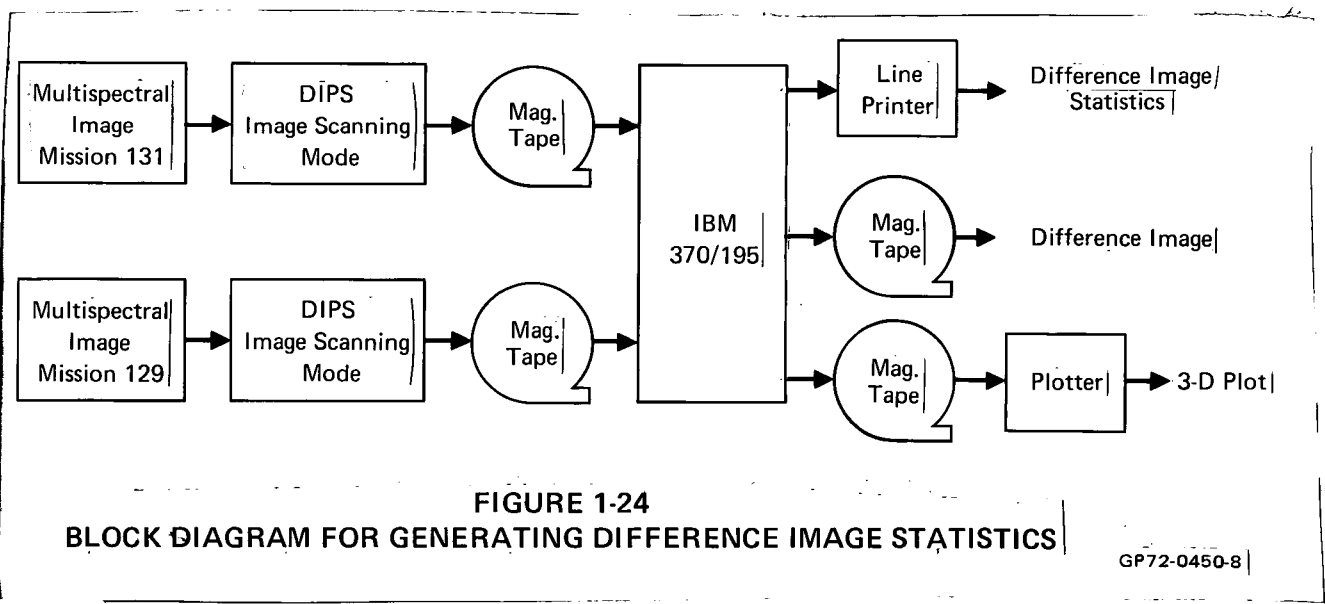 Multispectral
Image
Mission 131
DIPS
Image Scanning
Mode
Mag.
Tape
Multispectral
Image
Mission 129
DIPS
Image Scanning
Mode
Mag.
Tape
IBM
370/195
Line
Printer
Difference Image/
Statistics
Mag.
Tape
Difference Image
Mag.
Tape
Plotter
3-D Plot
FIGURE 1-24
BLOCK DIAGRAM FOR GENERATING DIFFERENCE IMAGE STATISTICS
GP72-0450-8